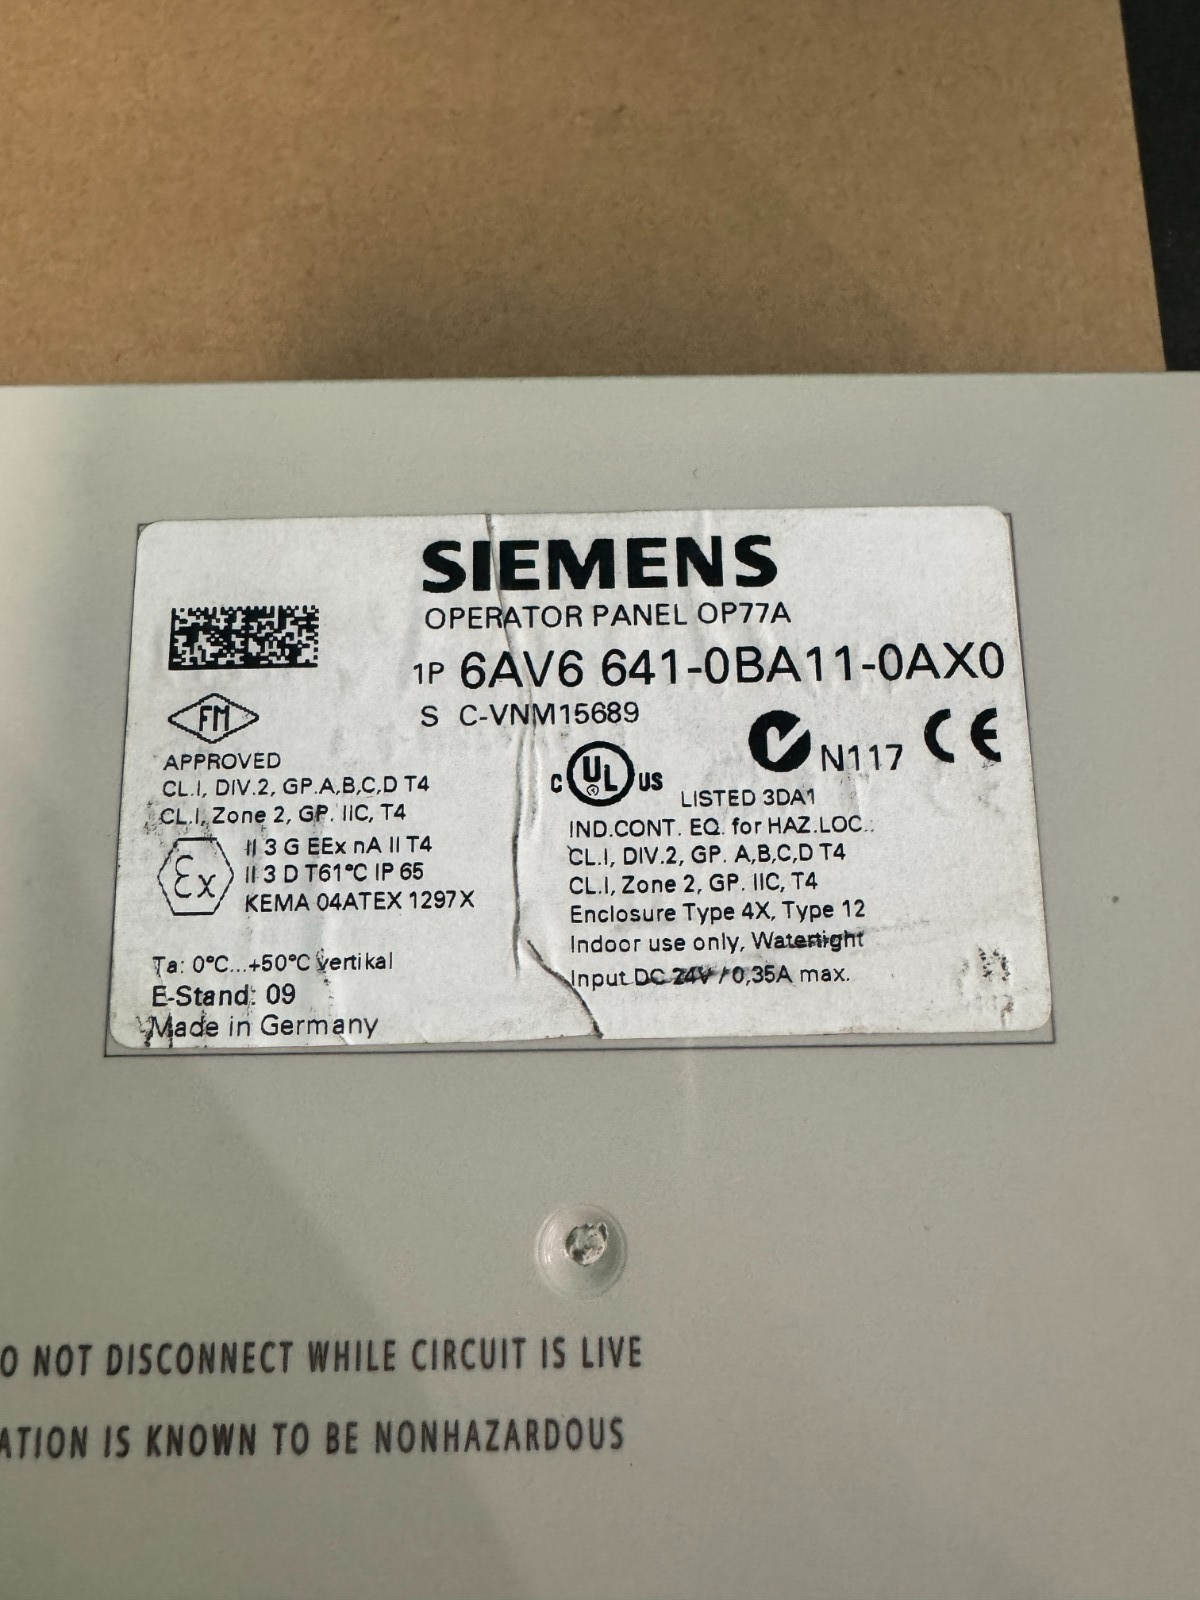 SIEMENS
OPERATOR PANEL OP77A
1P 6AV6 641-0BA11-0AX0
S C-VNM15689
FM
APPROVED
CL.I, DIV.2, GP.A,B,C,D T4
CL.I, Zone 2, GP. IIC, T4
Ex
II 3 G EEx nA II T4
II 3 D T61°C IP 65
KEMA 04ATEX 1297X
Ta: 0°C...+50°C vertikal
E-Stand: 09
Made in Germany
C UL US
N117 CE
LISTED 3DA1
IND.CONT. EQ. for HAZ.LOC.:
CL.I, DIV.2, GP. A,B,C,D T4
CL.I, Zone 2, GP. IIC, T4
Enclosure Type 4X, Type 12
Indoor use only, Watertight
Input DC 24V / 0,35A max.
O NOT DISCONNECT WHILE CIRCUIT IS LIVE
ATION IS KNOWN TO BE NONHAZARDOUS